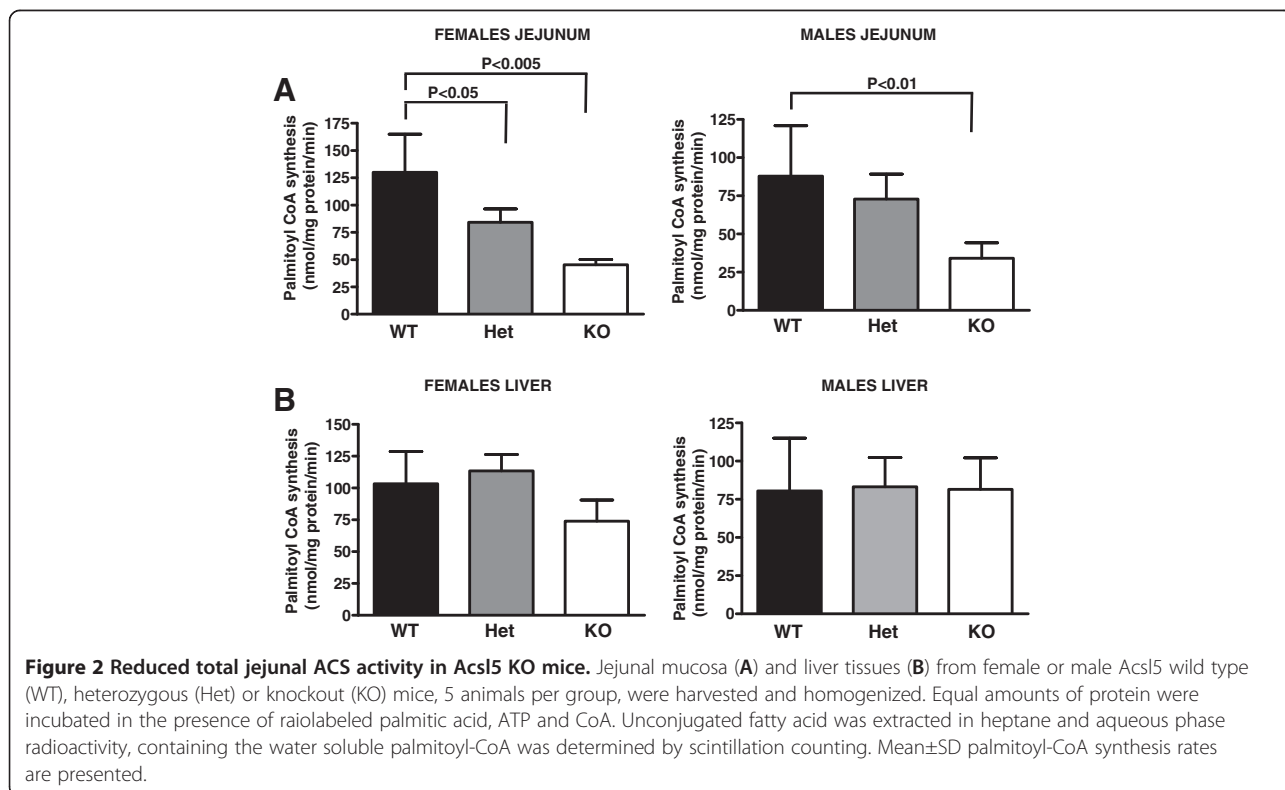 FEMALES JEJUNUM
MALES JEJUNUM
A
P<0.005
P<0.05
Palmitoyl CoA synthesis
(nmol/mg protein/min)
175
150
125
100
75
50
25
0
WT Het KO
P<0.01
Palmitoyl CoA synthesis
(nmol/mg protein/min)
125
100
75
50
25
0
WT Het KO
B
FEMALES LIVER
MALES LIVER
Palmitoyl CoA synthesis
(nmol/mg protein/min)
150
125
100
75
50
25
0
WT Het KO
Palmitoyl CoA synthesis
(nmol/mg protein/min)
125
100
75
50
25
0
WT Het KO
Figure 2 Reduced total jejunal ACS activity in Acsl5 KO mice. Jejunal mucosa (A) and liver tissues (B) from female or male Acsl5 wild type
(WT), heterozygous (Het) or knockout (KO) mice, 5 animals per group, were harvested and homogenized. Equal amounts of protein were
incubated in the presence of raiolabeled palmitic acid, ATP and CoA. Unconjugated fatty acid was extracted in heptane and aqueous phase
radioactivity, containing the water soluble palmitoyl-CoA was determined by scintillation counting. Mean±SD palmitoyl-CoA synthesis rates
are presented.